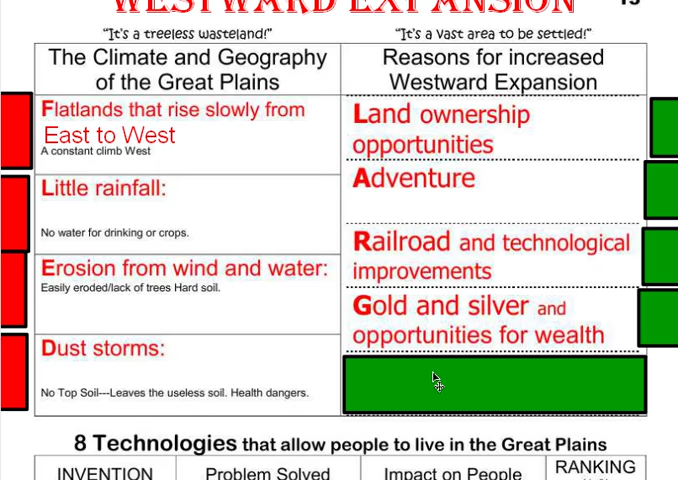 WESTWARD EXPANSION
"It's a treeless wasteland!"
"It's a vast area to be settled!"
The Climate and Geography
of the Great Plains
Reasons for increased
Westward Expansion
Flatlands that rise slowly from
East to West
A constant climb West
Land ownership
opportunities
Little rainfall:
No water for drinking or crops.
Adventure
Erosion from wind and water:
Easily eroded/lack of trees Hard soil.
Railroad and technological
improvements
Dust storms:
No Top Soil---Leaves the useless soil. Health dangers.
Gold and silver and
opportunities for wealth
8 Technologies that allow people to live in the Great Plains
INVENTION
Problem Solved
Impact on People
RANKING